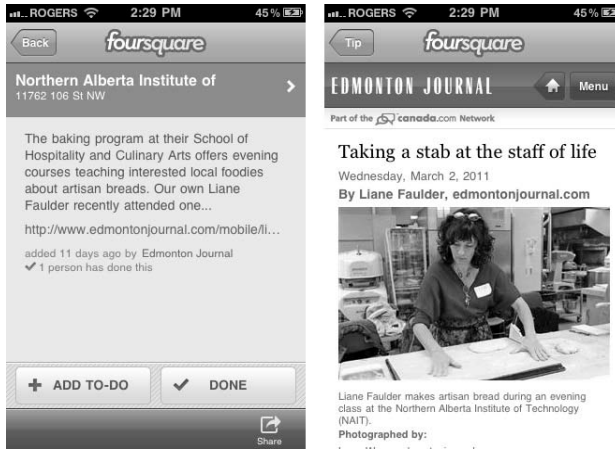 ROGERS 2:29 PM 45%
Back foursquare
Northern Alberta Institute of
11762 106 St NW
The baking program at their School of
Hospitality and Culinary Arts offers evening
courses teaching interested local foodies
about artisan breads. Our own Liane
Faulder recently attended one...
http://www.edmontonjournal.com/mobile/li...
added 11 days ago by Edmonton Journal
1 person has done this
ADD TO-DO DONE
Share
ROGERS 2:29 PM 45%
Tip foursquare
EDMONTON JOURNAL Menu
Part of the canada.com Network
Taking a stab at the staff of life
Wednesday, March 2, 2011
By Liane Faulder, edmontonjournal.com
Liane Faulder makes artisan bread during an evening
class at the Northern Alberta Institute of Technology
(NAIT).
Photographed by: